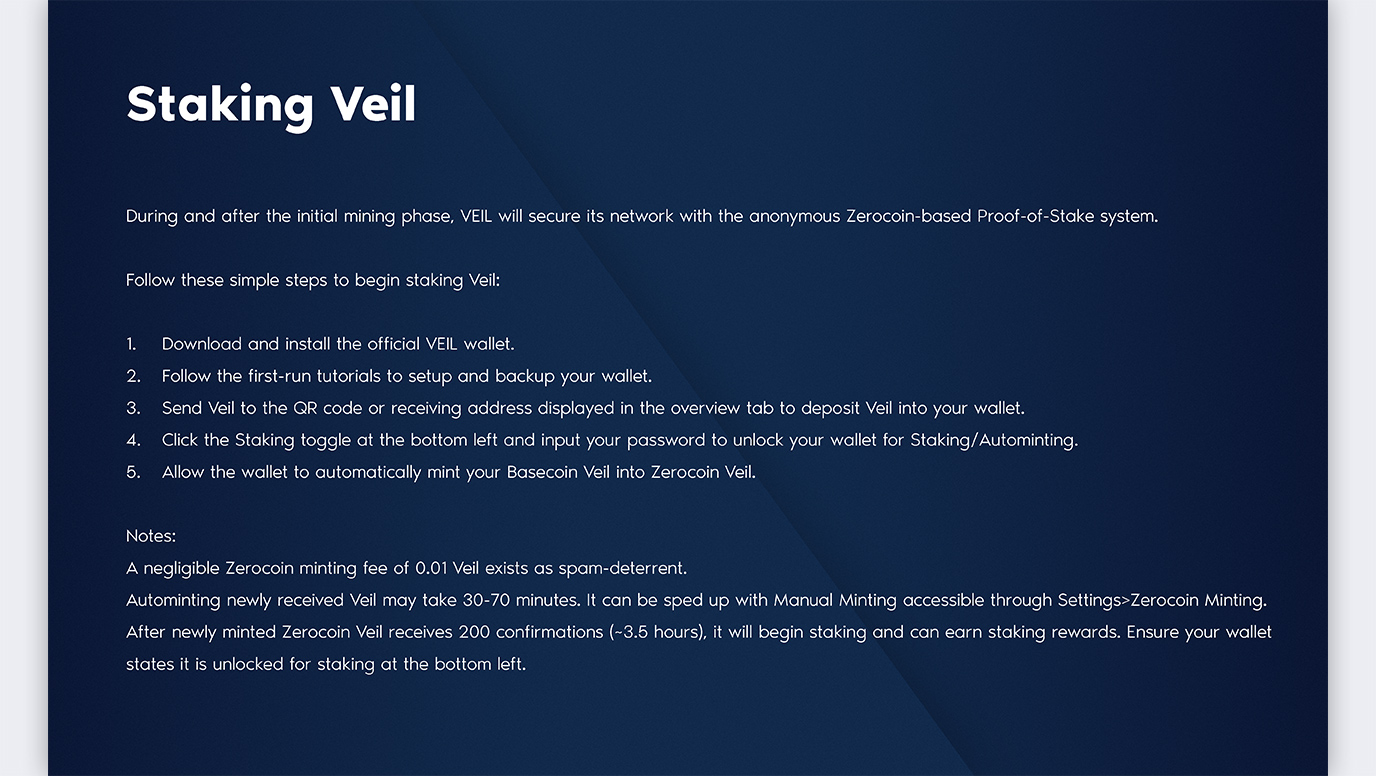 Staking Veil
During and after the initial mining phase, VEIL will secure its network with the anonymous Zerocoin-based Proof-of-Stake system.
Follow these simple steps to begin staking Veil:
1. Download and install the official VEIL wallet.
2. Follow the first-run tutorials to setup and backup your wallet.
3. Send Veil to the QR code or receiving address displayed in the overview tab to deposit Veil into your wallet.
4. Click the Staking toggle at the bottom left and input your password to unlock your wallet for Staking/Autominting.
5. Allow the wallet to automatically mint your Basecoin Veil into Zerocoin Veil.
Notes:
A negligible Zerocoin minting fee of 0.01 Veil exists as spam-deterrent.
Autominting newly received Veil may take 30-70 minutes. It can be sped up with Manual Minting accessible through Settings>Zerocoin Minting.
After newly minted Zerocoin Veil receives 200 confirmations (~3.5 hours), it will begin staking and can earn staking rewards. Ensure your wallet
states it is unlocked for staking at the bottom left.